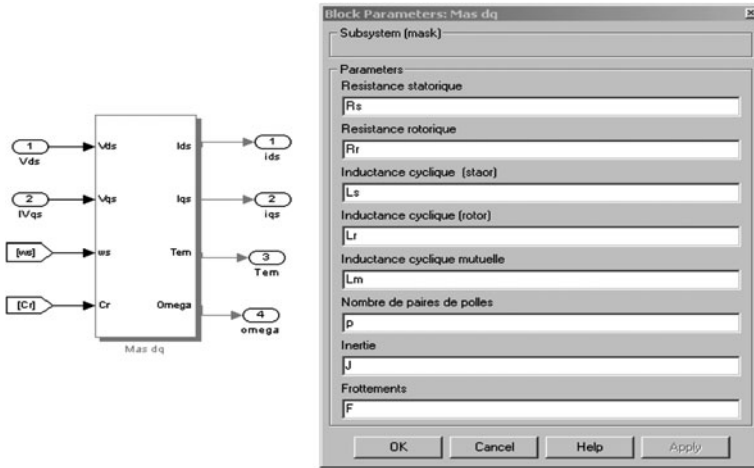 1
Vds
2
IVqs
[ws]
[Cr]
Vds
Vqs
ws
Cr
Ids
Iqs
Tem
Omega
Mas dq
1
ids
2
iqs
3
Tem
4
omega
Block Parameters: Mas dq
Subsystem (mask)
Parameters
Resistance statorique
Rs
Resistance rotorique
Rr
Inductance cyclique (staor)
Ls
Inductance cyclique (rotor)
Lr
Inductance cyclique mutuelle
Lm
Nombre de paires de polles
p
Inertie
J
Frottements
F
OK
Cancel
Help
Apply